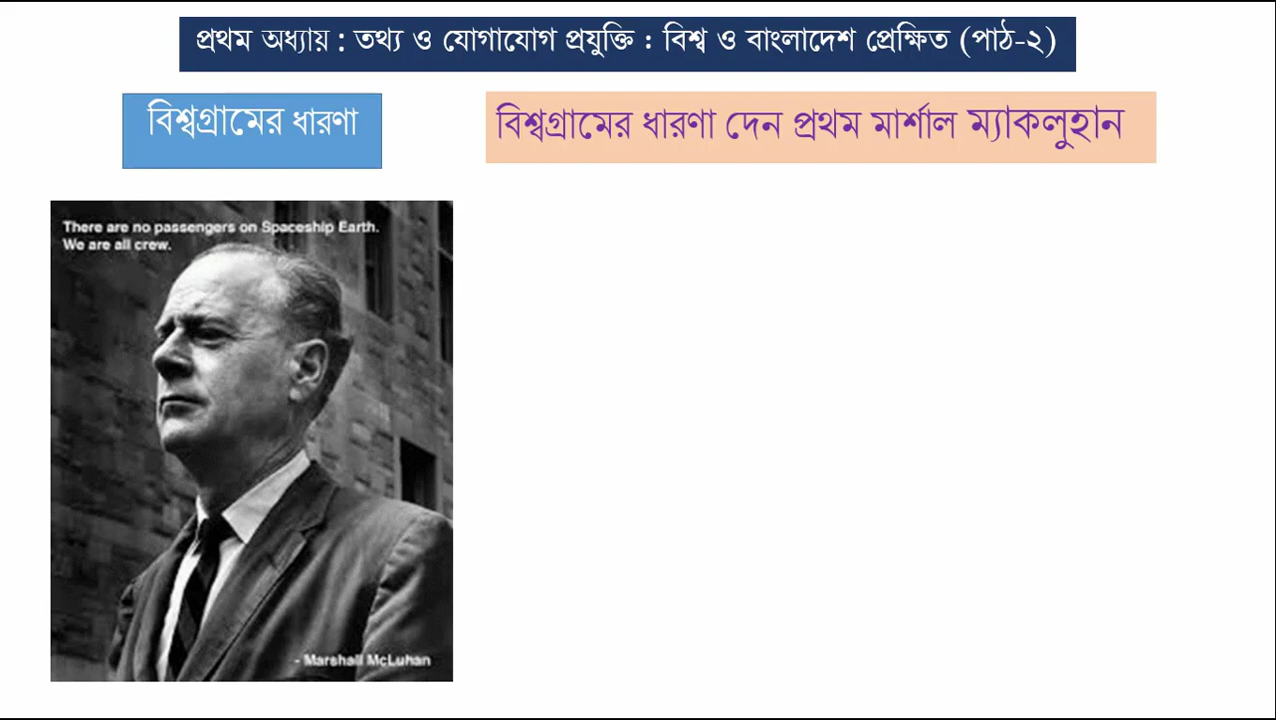 প্রথম অধ্যায় : তথ্য ও যোগাযোগ প্রযুক্তি : বিশ্ব ও বাংলাদেশ প্রেক্ষিত (পাঠ-২)
বিশ্বগ্রামের ধারণা
বিশ্বগ্রামের ধারণা দেন প্রথম মার্শাল ম্যাকলুহান
There are no passengers on Spaceship Earth.
We are all crew.
- Marshall McLuhan